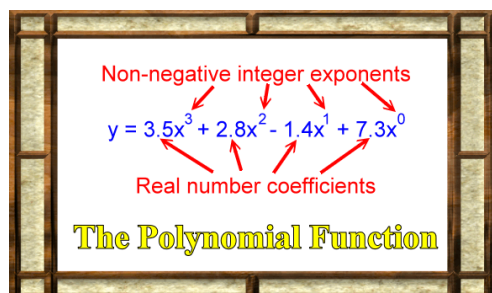 Non-negative integer exponents
y = 3.5x³ + 2.8x² - 1.4x¹ + 7.3x⁰
Real number coefficients
The Polynomial Function